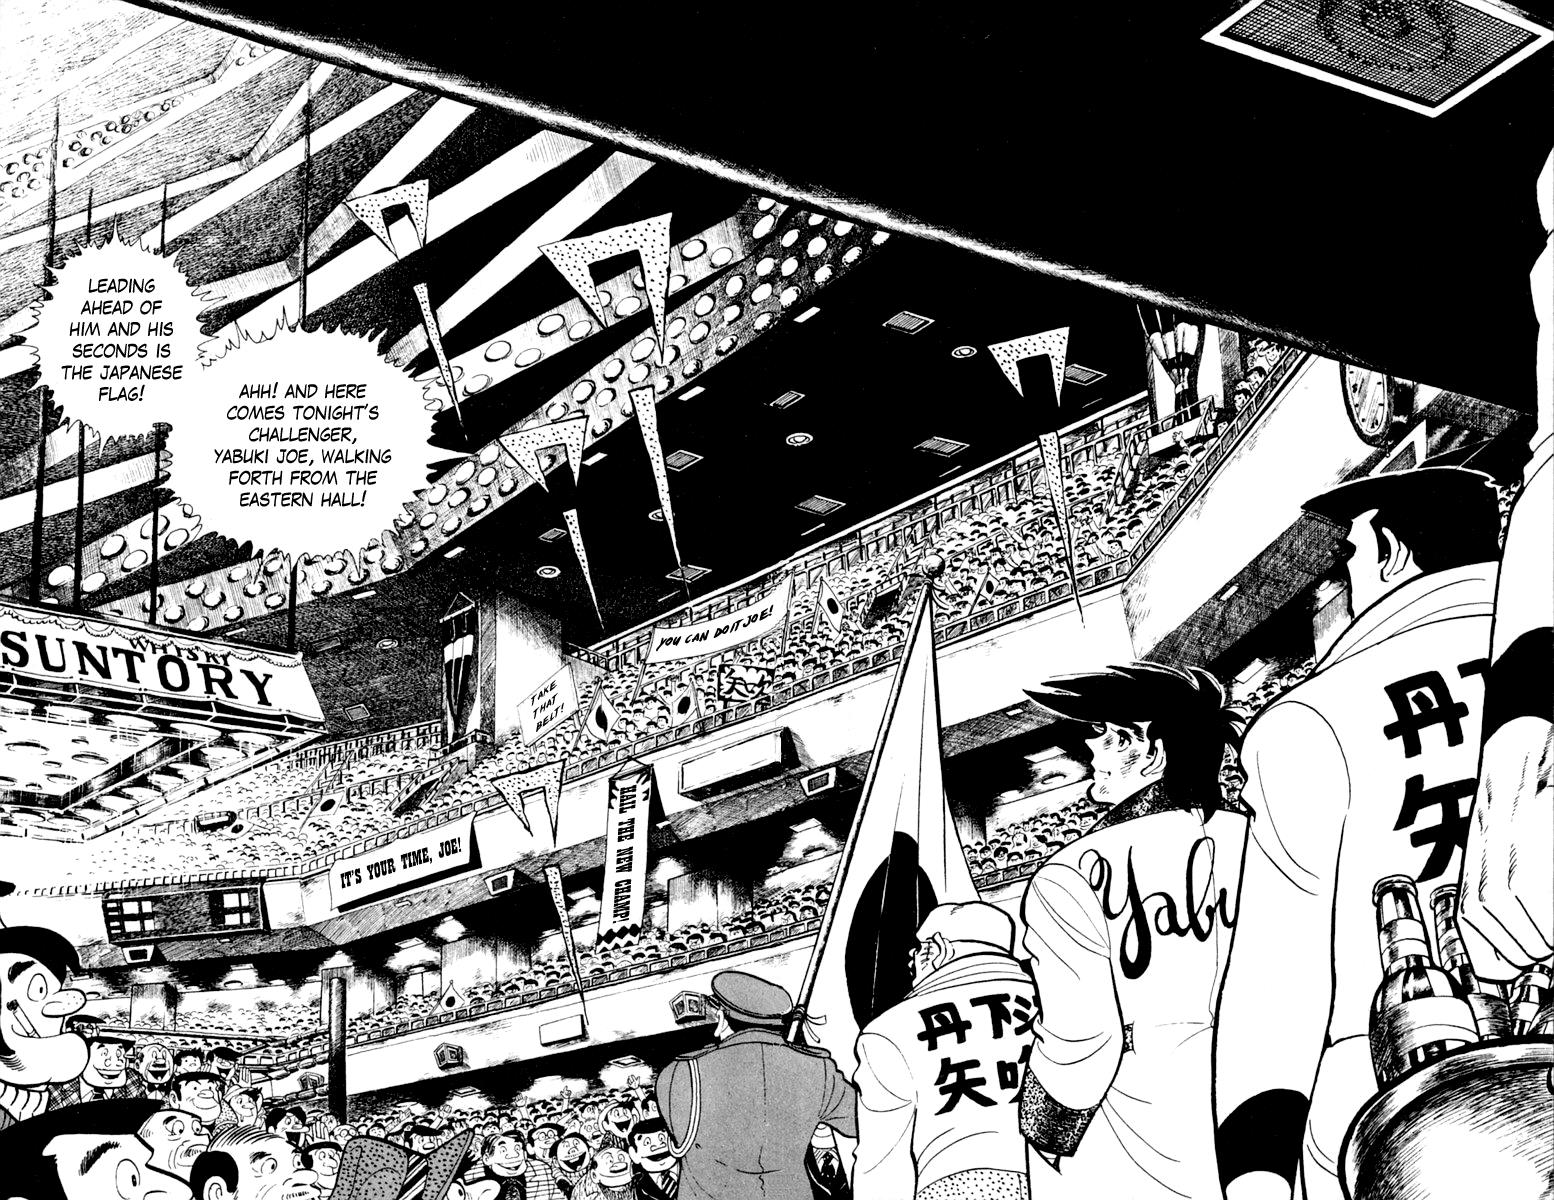 LEADING
AHEAD OF
HIM AND HIS
SECONDS IS
THE JAPANESE
FLAG!
AHH! AND HERE
COMES TONIGHT'S
CHALLENGER,
YABUKI JOE, WALKING
FORTH FROM THE
EASTERN HALL!
WHISKY
SUNTORY
YOU CAN DO IT JOE!
TAKE
THAT
BELT!
矢吹
IT'S YOUR TIME, JOE!
HAIL THE NEW CHAMP!
丹下
矢
Yabu
丹下
矢吹